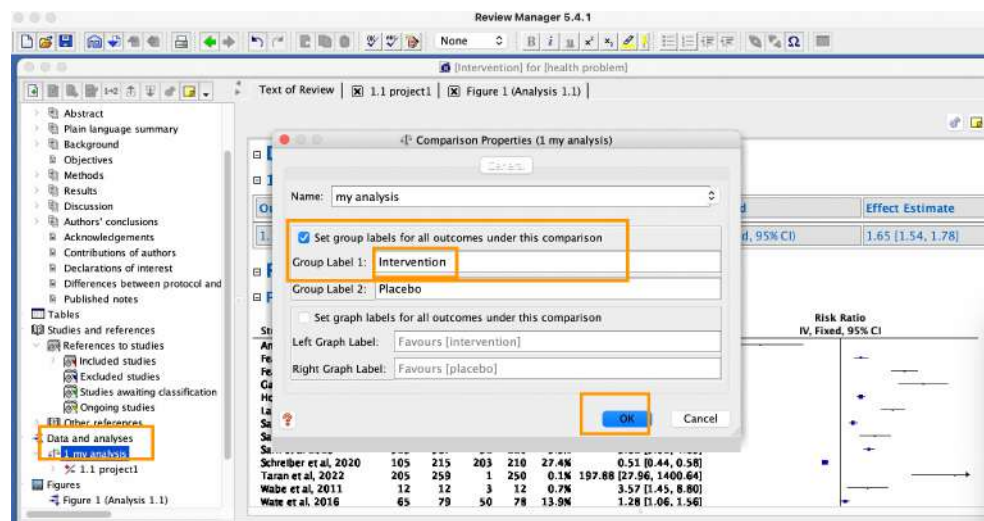 Review Manager 5.4.1
None
B i u x² x₂ Ω
[Intervention] for [health problem]
Text of Review 1.1 project1 Figure 1 (Analysis 1.1)
Abstract
Plain language summary
Background
Objectives
Methods
Results
Discussion
Authors' conclusions
Acknowledgements
Contributions of authors
Declarations of interest
Differences between protocol and
Published notes
Tables
Studies and references
References to studies
Included studies
Excluded studies
Studies awaiting classification
Ongoing studies
Other references
Data and analyses
1 my analysis
1.1 project1
Figures
Figure 1 (Analysis 1.1)
Comparison Properties (1 my analysis)
General
Name: my analysis
Set group labels for all outcomes under this comparison
Group Label 1: Intervention
Group Label 2: Placebo
Set graph labels for all outcomes under this comparison
Left Graph Label: Favours [intervention]
Right Graph Label: Favours [placebo]
OK Cancel
Effect Estimate
d, 95% CI) 1.65 [1.54, 1.78]
Risk Ratio
IV, Fixed, 95% CI
Schreiber et al, 2020 105 215 203 210 27.4% 0.51 [0.44, 0.58]
Taran et al, 2022 205 259 1 250 0.1% 197.88 [27.96, 1400.64]
Wabe et al. 2011 12 12 3 12 0.7% 3.57 [1.45, 8.80]
Wate et al. 2016 65 79 50 78 13.9% 1.28 [1.06, 1.56]